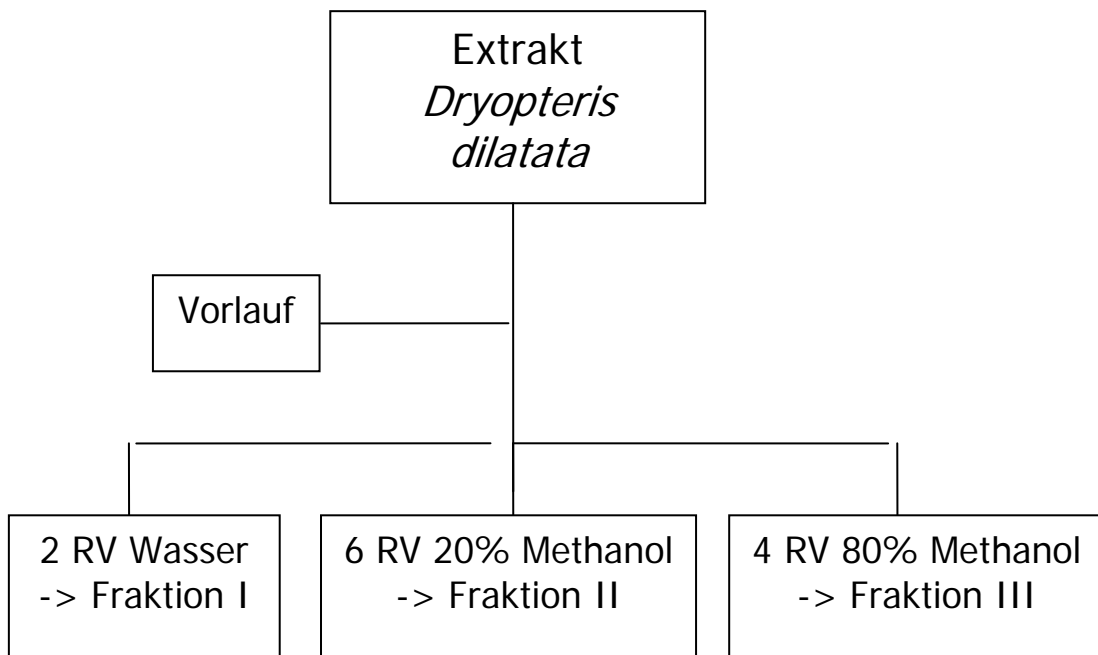 Extrakt
Dryopteris
dilatata
Vorlauf
2 RV Wasser
-> Fraktion I
6 RV 20% Methanol
-> Fraktion II
4 RV 80% Methanol
-> Fraktion III